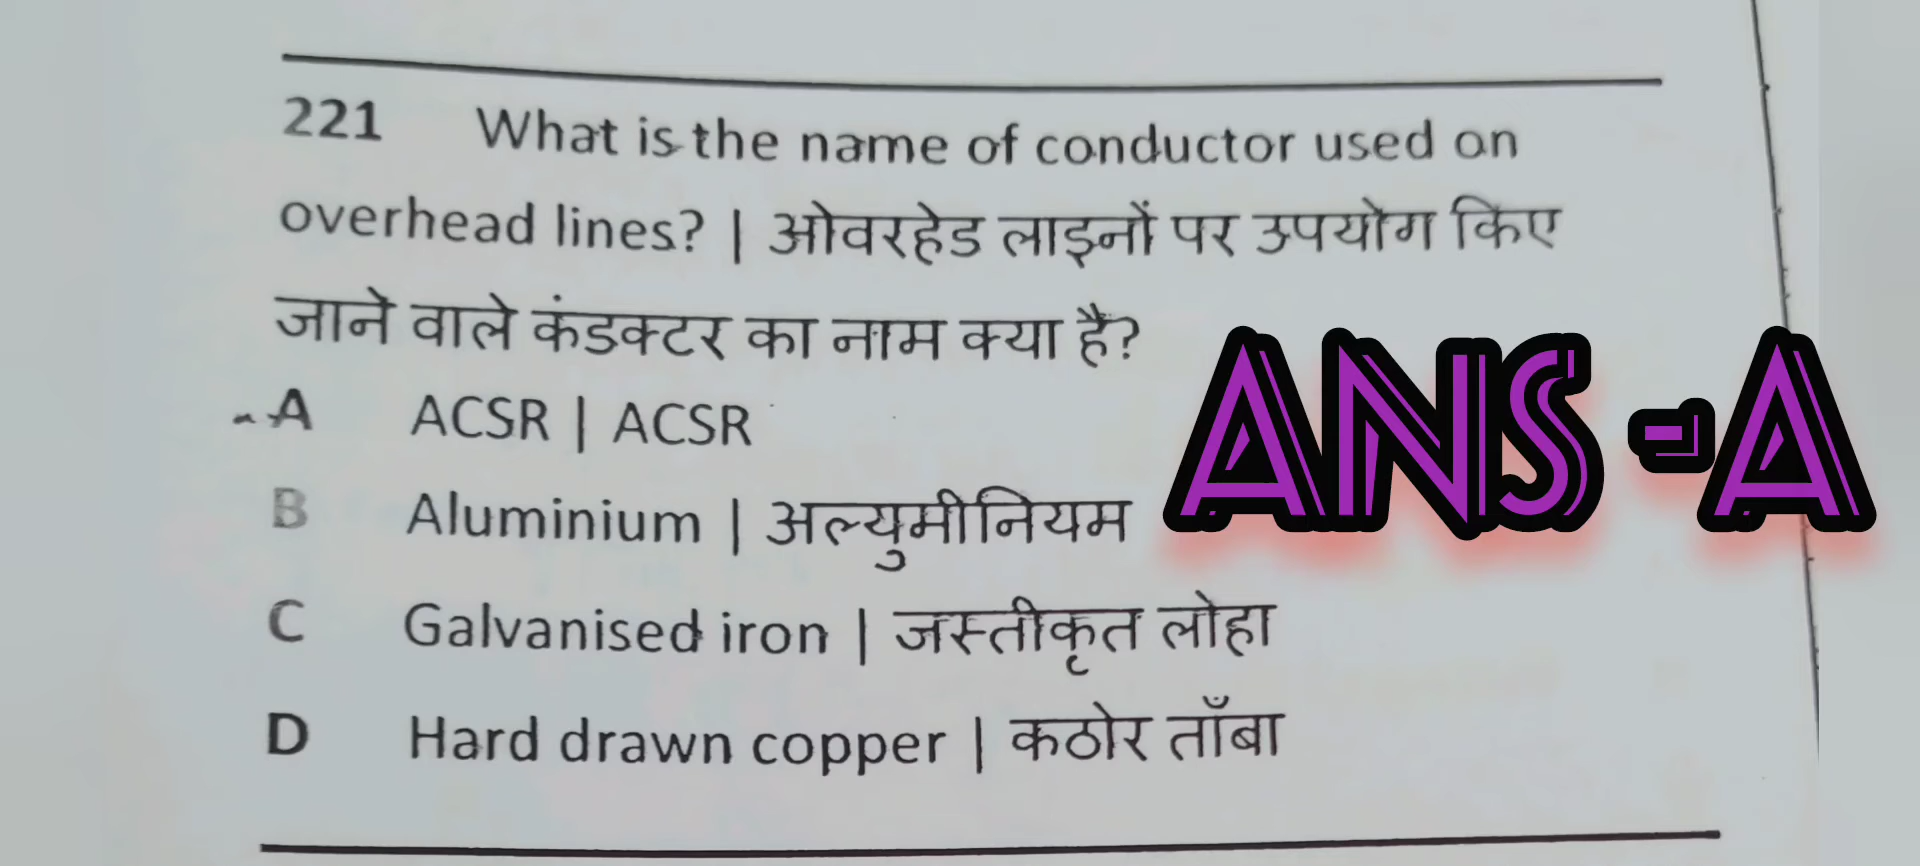 221 What is the name of conductor used on
overhead lines? | ओवरहेड लाइनों पर उपयोग किए
जाने वाले कंडक्टर का नाम क्या है?
A ACSR | ACSR
B Aluminium | अल्युमीनियम
C Galvanised iron | जस्तीकृत लोहा
D Hard drawn copper | कठोर ताँबा
ANS -A